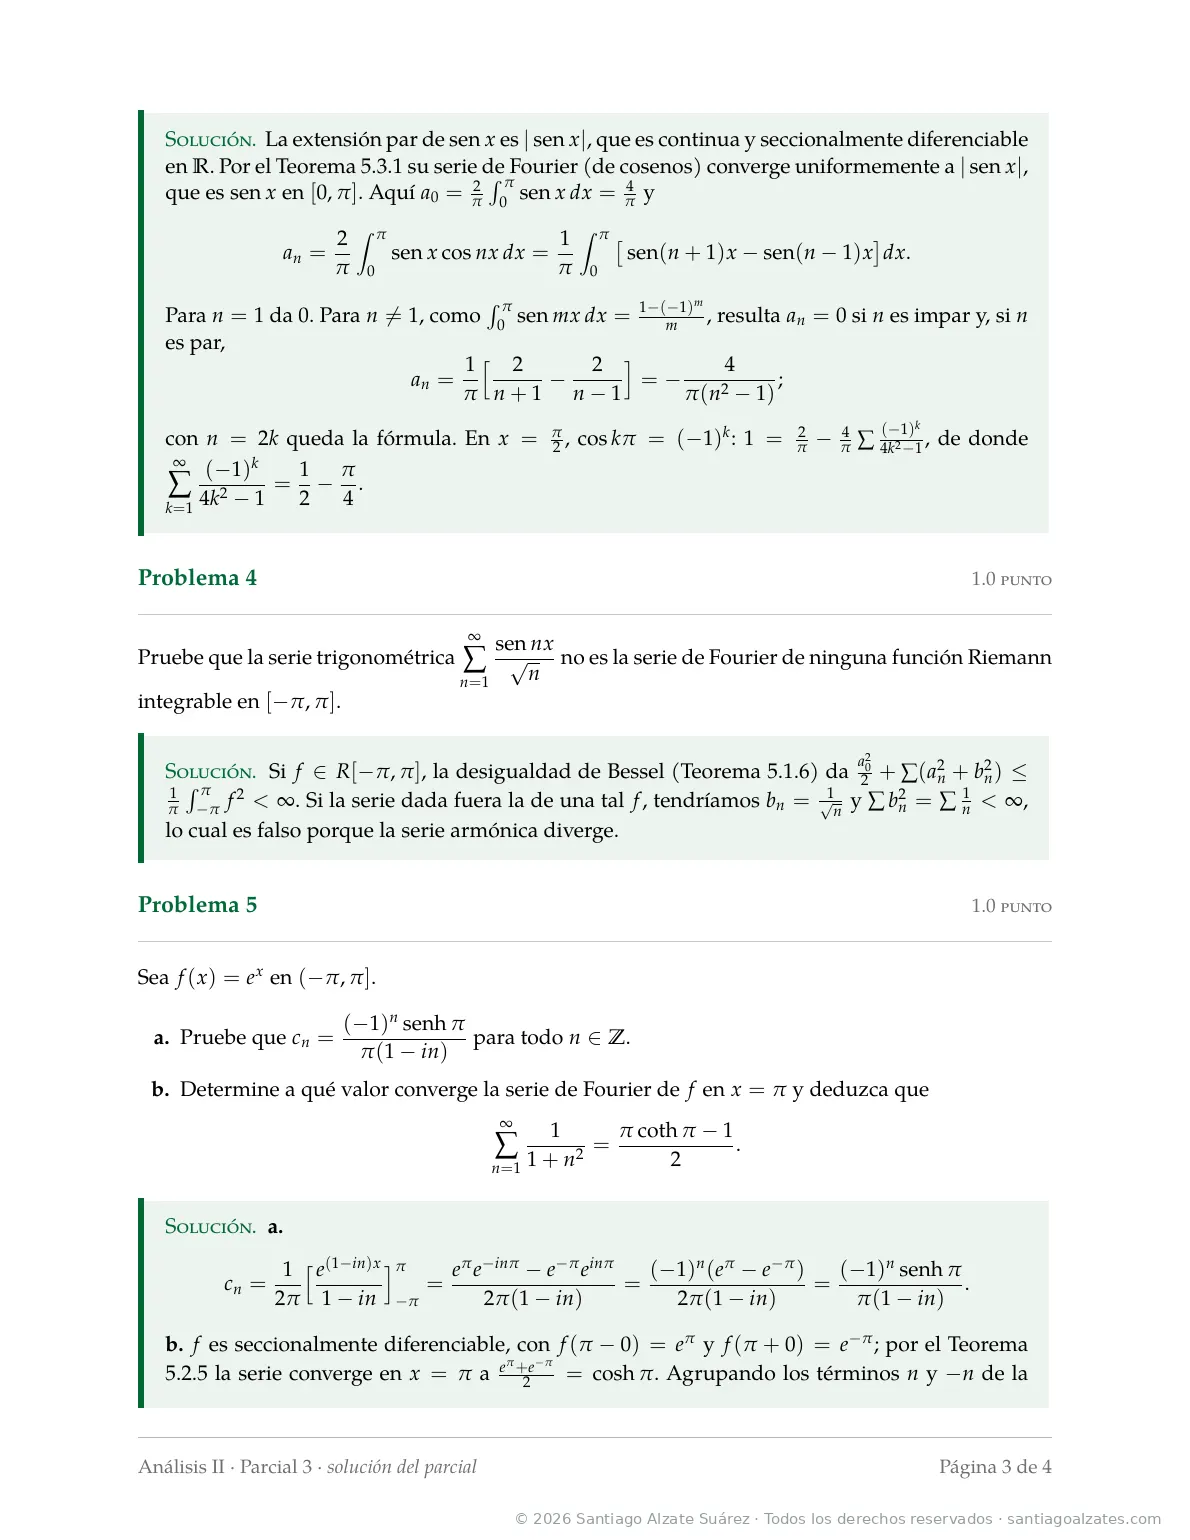 SOLUCIÓN. La extensión par de sen x es | sen x|, que es continua y seccionalmente diferenciable
en ℝ. Por el Teorema 5.3.1 su serie de Fourier (de cosenos) converge uniformemente a | sen x|,
que es sen x en [0, π]. Aquí a₀ = 2/π ∫₀^π sen x dx = 4/π y
aₙ = 2/π ∫₀^π sen x cos nx dx = 1/π ∫₀^π [ sen(n + 1)x − sen(n − 1)x] dx.
Para n = 1 da 0. Para n ≠ 1, como ∫₀^π sen mx dx = (1−(−1)^m)/m, resulta aₙ = 0 si n es impar y, si n
es par,
aₙ = 1/π [2/(n + 1) − 2/(n − 1)] = − 4/(π(n² − 1));
con n = 2k queda la fórmula. En x = π/2, cos kπ = (−1)^k: 1 = 2/π − 4/π ∑ (−1)^k/(4k²−1), de donde
∑_{k=1}^∞ (−1)^k/(4k² − 1) = 1/2 − π/4.
Problema 4 1.0 PUNTO
Pruebe que la serie trigonométrica ∑_{n=1}^∞ sen nx/√n no es la serie de Fourier de ninguna función Riemann
integrable en [−π, π].
SOLUCIÓN. Si f ∈ R[−π, π], la desigualdad de Bessel (Teorema 5.1.6) da a₀²/2 + ∑(aₙ² + bₙ²) ≤
1/π ∫_{−π}^π f² < ∞. Si la serie dada fuera la de una tal f, tendríamos bₙ = 1/√n y ∑ bₙ² = ∑ 1/n < ∞,
lo cual es falso porque la serie armónica diverge.
Problema 5 1.0 PUNTO
Sea f(x) = e^x en (−π, π].
a. Pruebe que cₙ = (−1)^n senh π/(π(1 − in)) para todo n ∈ ℤ.
b. Determine a qué valor converge la serie de Fourier de f en x = π y deduzca que
∑_{n=1}^∞ 1/(1 + n²) = (π coth π − 1)/2.
SOLUCIÓN. a.
cₙ = 1/2π [e^{(1−in)x}/(1 − in)]_{−π}^π = (e^π e^{−inπ} − e^{−π} e^{inπ})/(2π(1 − in)) = (−1)^n(e^π − e^{−π})/(2π(1 − in)) = (−1)^n senh π/(π(1 − in)).
b. f es seccionalmente diferenciable, con f(π − 0) = e^π y f(π + 0) = e^{−π}; por el Teorema
5.2.5 la serie converge en x = π a (e^π+e^{−π})/2 = cosh π. Agrupando los términos n y −n de la
Análisis II · Parcial 3 · solución del parcial Página 3 de 4
© 2026 Santiago Alzate Suárez · Todos los derechos reservados · santiagoalzates.com